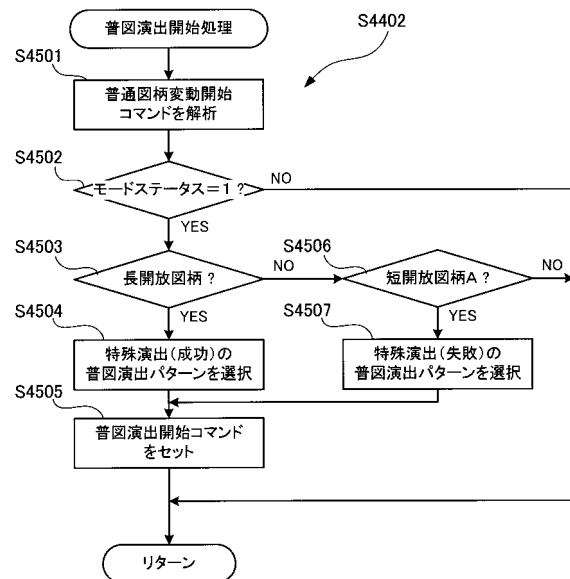 普図演出開始処理
S4402
S4501
普通図柄変動開始
コマンドを解析
S4502
モードステータス=1?
NO
YES
S4503
長開放図柄?
NO
S4506
短開放図柄A?
NO
YES
YES
S4504
特殊演出(成功)の
普図演出パターンを選択
S4507
特殊演出(失敗)の
普図演出パターンを選択
S4505
普図演出開始コマンド
をセット
リターン